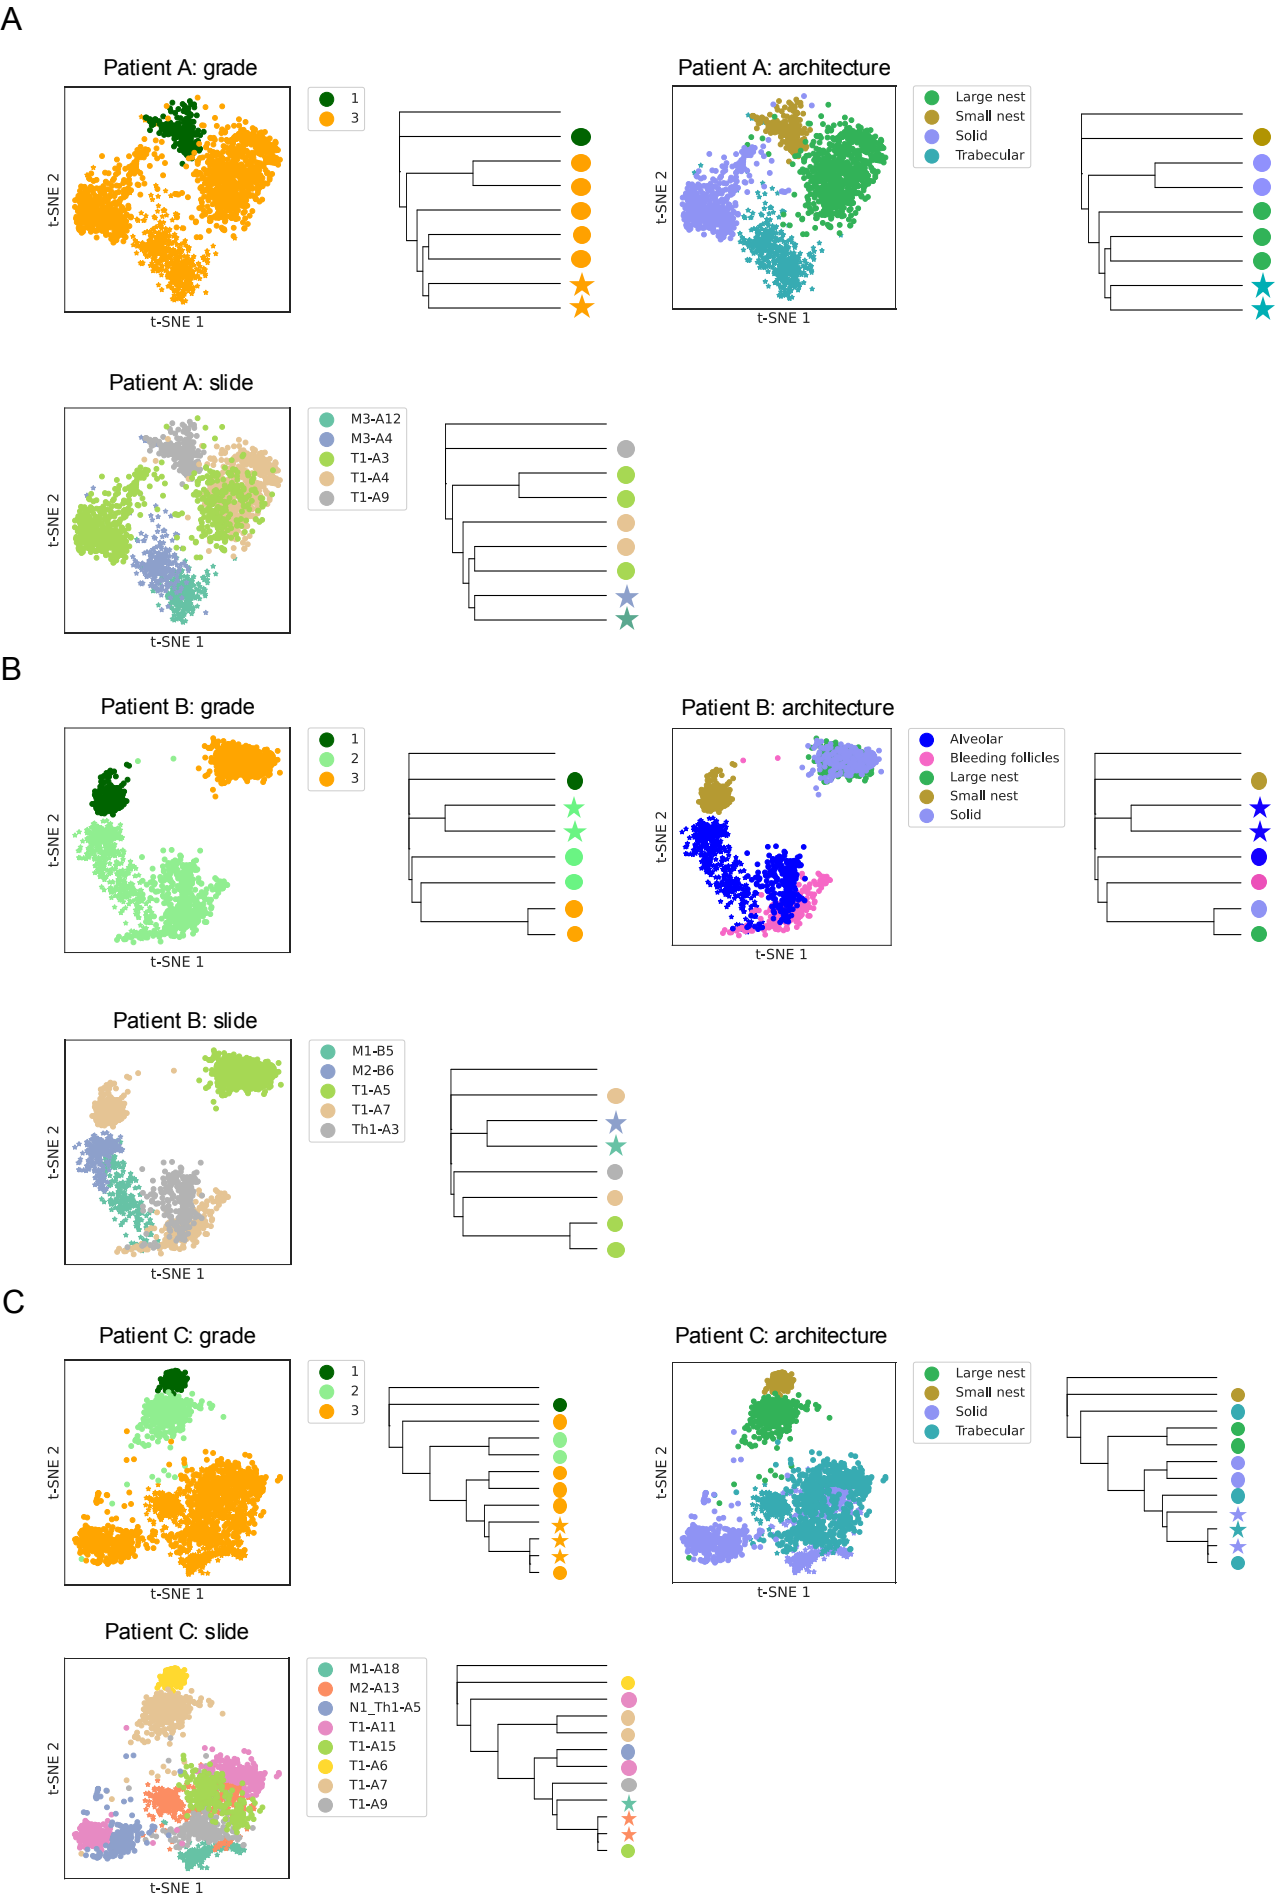 A
Patient A: grade
1
3
t-SNE 2
t-SNE 1
Patient A: architecture
Large nest
Small nest
Solid
Trabecular
t-SNE 2
t-SNE 1
Patient A: slide
M3-A12
M3-A4
T1-A3
T1-A4
T1-A9
t-SNE 2
t-SNE 1
B
Patient B: grade
1
2
3
t-SNE 2
t-SNE 1
Patient B: architecture
Alveolar
Bleeding follicles
Large nest
Small nest
Solid
t-SNE 2
t-SNE 1
Patient B: slide
M1-B5
M2-B6
T1-A5
T1-A7
Th1-A3
t-SNE 2
t-SNE 1
C
Patient C: grade
1
2
3
t-SNE 2
t-SNE 1
Patient C: architecture
Large nest
Small nest
Solid
Trabecular
t-SNE 2
t-SNE 1
Patient C: slide
M1-A18
M2-A13
N1_Th1-A5
T1-A11
T1-A15
T1-A6
T1-A7
T1-A9
t-SNE 2
t-SNE 1